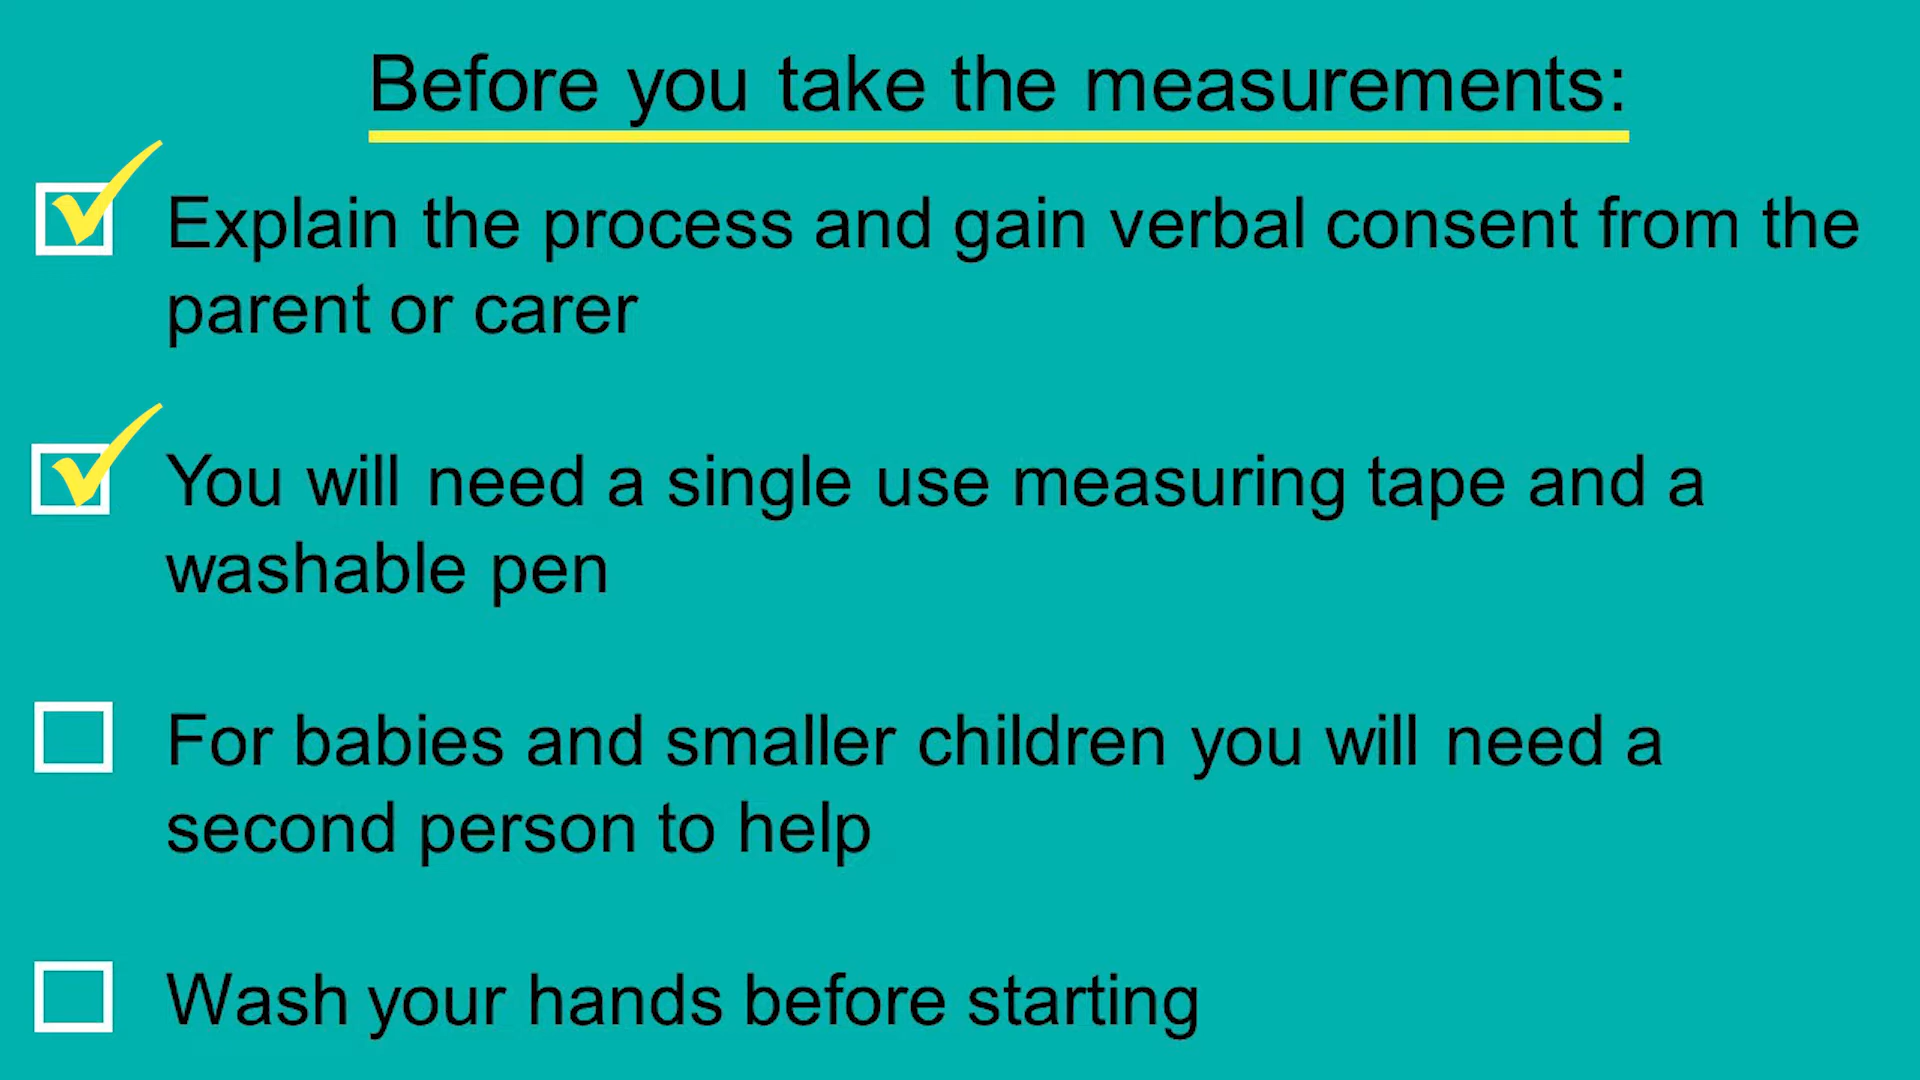 Before you take the measurements:
Explain the process and gain verbal consent from the
parent or carer
You will need a single use measuring tape and a
washable pen
For babies and smaller children you will need a
second person to help
Wash your hands before starting